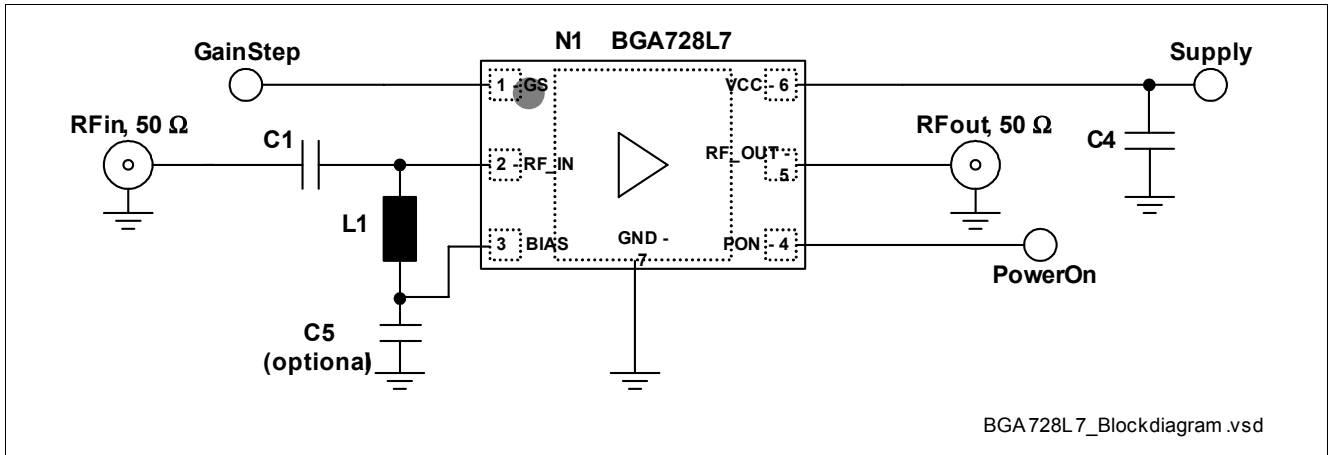 N1 BGA728L7
GainStep
Supply
1 - GS
VCC - 6
RFin, 50 Ω
C1
RFout, 50 Ω
C4
2 - RF_IN
RF_OUT - 5
L1
3 BIAS
GND - 7
PON - 4
PowerOn
C5
(optional)
BGA728L7_Blockdiagram.vsd